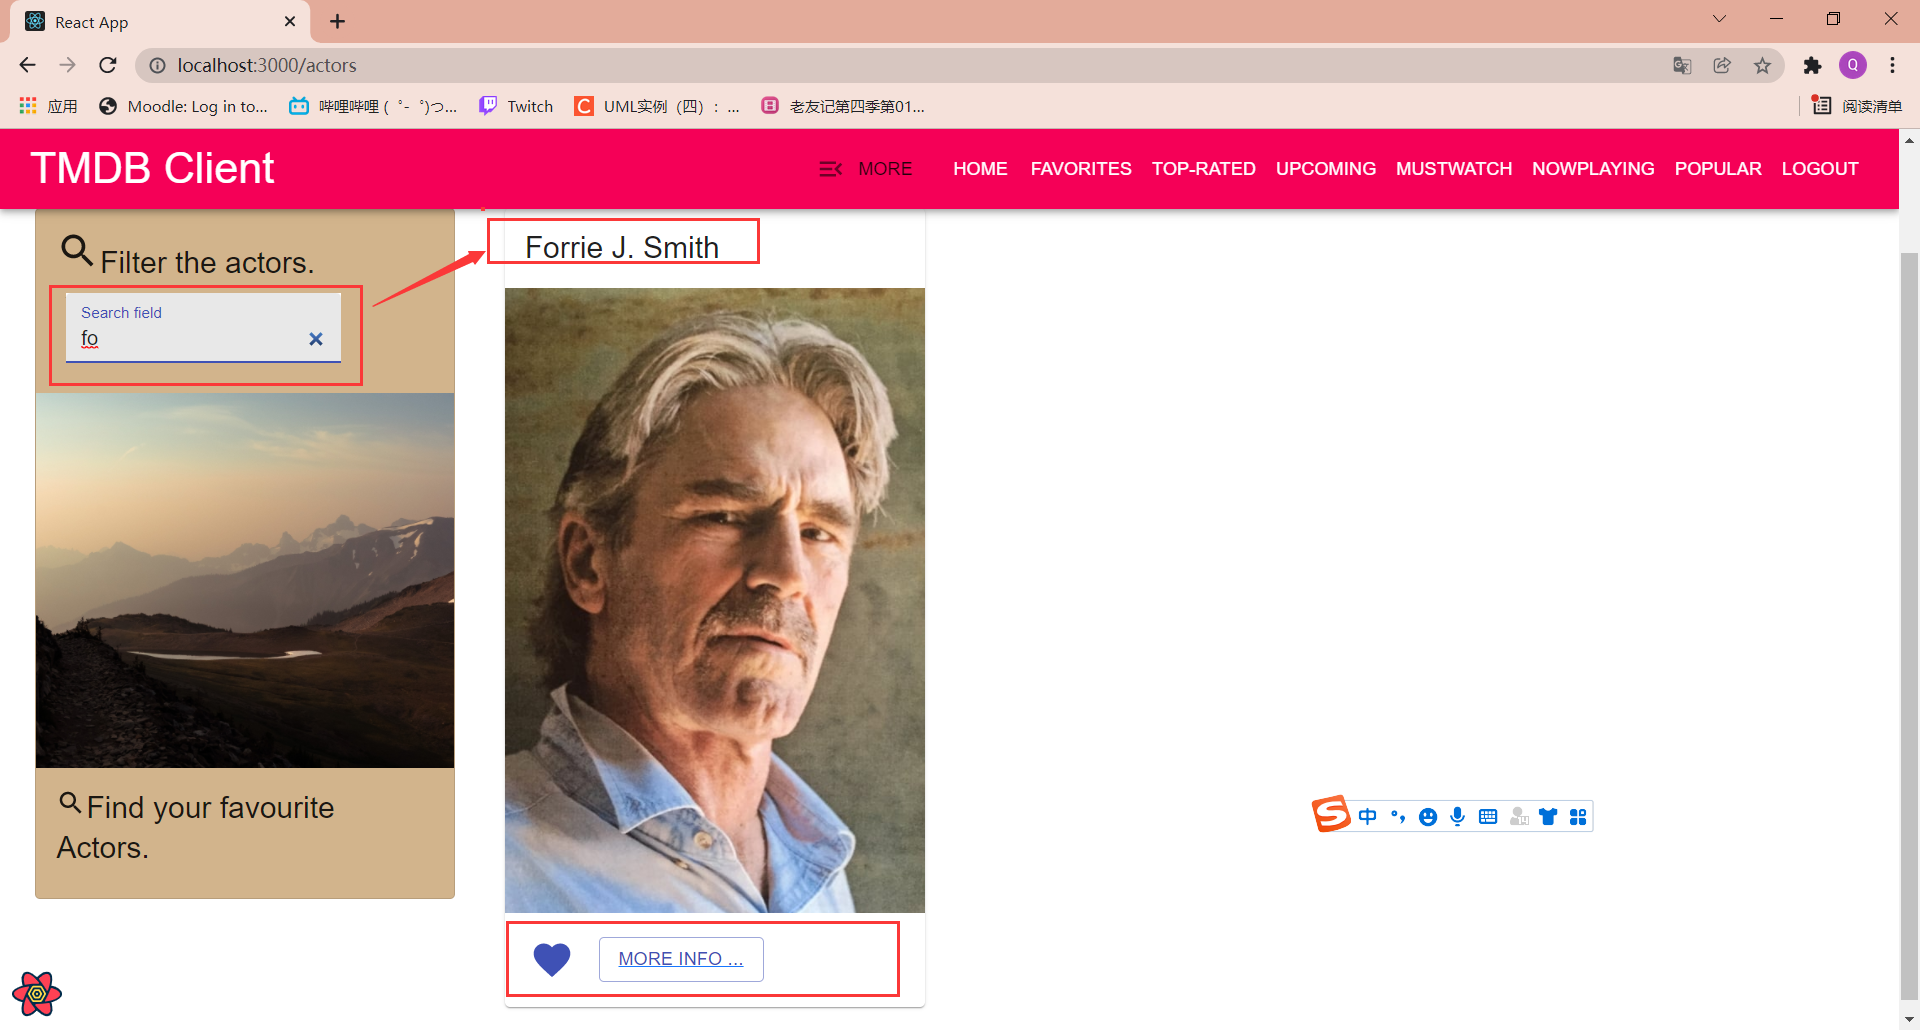 React App
localhost:3000/actors
Q
应用
Moodle: Log in to...
哔哩哔哩 (゜-゜)つ...
Twitch
UML实例（四）：...
老友记第四季第01...
阅读清单
TMDB Client
MORE
HOME
FAVORITES
TOP-RATED
UPCOMING
MUSTWATCH
NOWPLAYING
POPULAR
LOGOUT
Filter the actors.
Search field
fo
Forrie J. Smith
Find your favourite
Actors.
MORE INFO ...
中